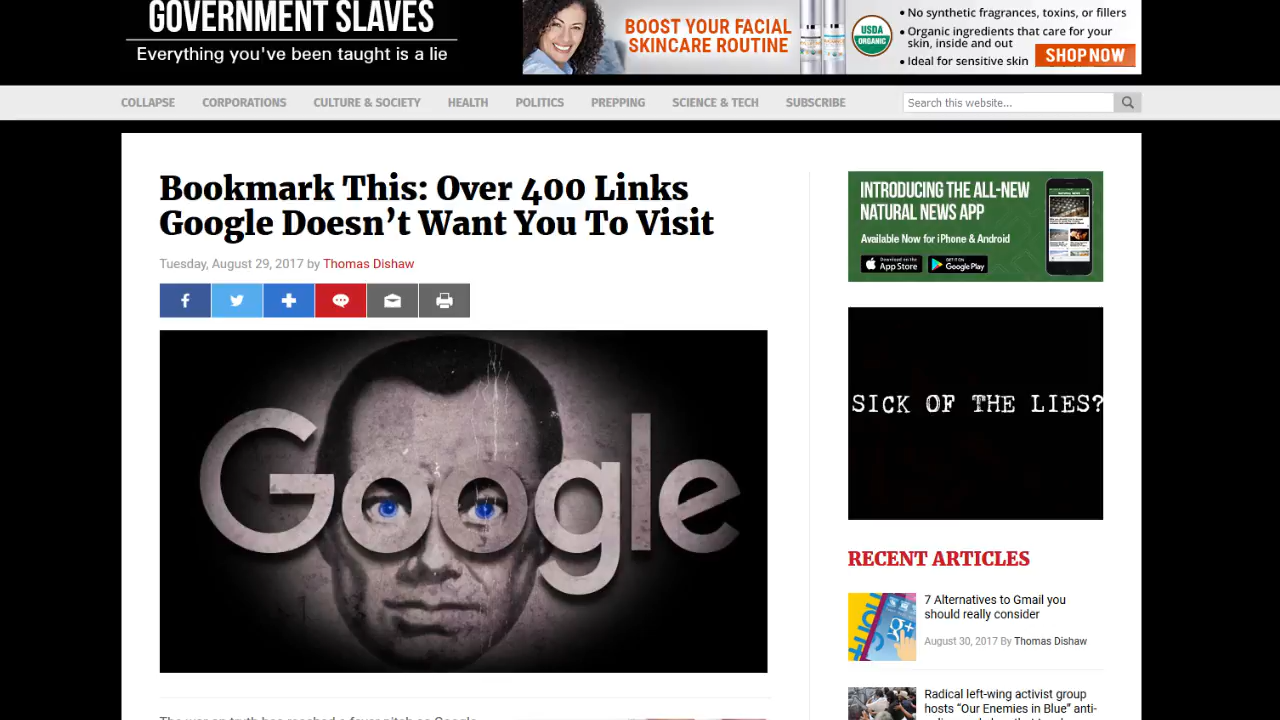 GOVERNMENT SLAVES
Everything you've been taught is a lie
BOOST YOUR FACIAL
SKINCARE ROUTINE
USDA
ORGANIC
• No synthetic fragrances, toxins, or fillers
• Organic ingredients that care for your
skin, inside and out
• Ideal for sensitive skin
SHOP NOW
COLLAPSE
CORPORATIONS
CULTURE & SOCIETY
HEALTH
POLITICS
PREPPING
SCIENCE & TECH
SUBSCRIBE
Search this website...
Bookmark This: Over 400 Links
Google Doesn't Want You To Visit
Tuesday, August 29, 2017 by Thomas Dishaw
Google
INTRODUCING THE ALL-NEW
NATURAL NEWS APP
Available Now for iPhone & Android
Download on the
App Store
GET IT ON
Google Play
SICK OF THE LIES?
RECENT ARTICLES
7 Alternatives to Gmail you
should really consider
August 30, 2017 By Thomas Dishaw
Radical left-wing activist group
hosts “Our Enemies in Blue” anti-